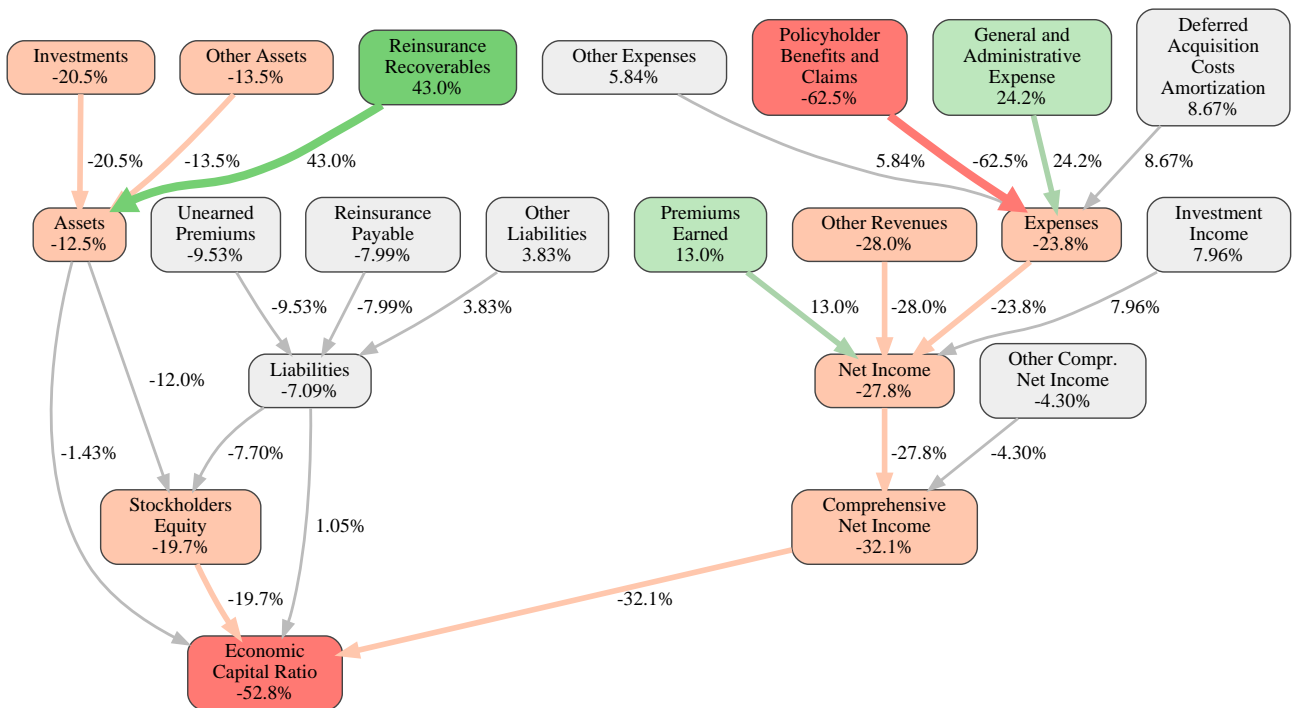 Investments
-20.5%
Other Assets
-13.5%
Reinsurance
Recoverables
43.0%
Other Expenses
5.84%
Policyholder
Benefits and
Claims
-62.5%
General and
Administrative
Expense
24.2%
Deferred
Acquisition
Costs
Amortization
8.67%
-20.5%
-13.5%
43.0%
5.84%
-62.5%
24.2%
8.67%
Assets
-12.5%
Unearned
Premiums
-9.53%
Reinsurance
Payable
-7.99%
Other
Liabilities
3.83%
Premiums
Earned
13.0%
Other Revenues
-28.0%
Expenses
-23.8%
Investment
Income
7.96%
-9.53%
-7.99%
3.83%
13.0%
-28.0%
-23.8%
7.96%
Liabilities
-7.09%
Net Income
-27.8%
Other Compr.
Net Income
-4.30%
-12.0%
-1.43%
-7.70%
-27.8%
-4.30%
Stockholders
Equity
-19.7%
1.05%
Comprehensive
Net Income
-32.1%
-19.7%
-32.1%
Economic
Capital Ratio
-52.8%